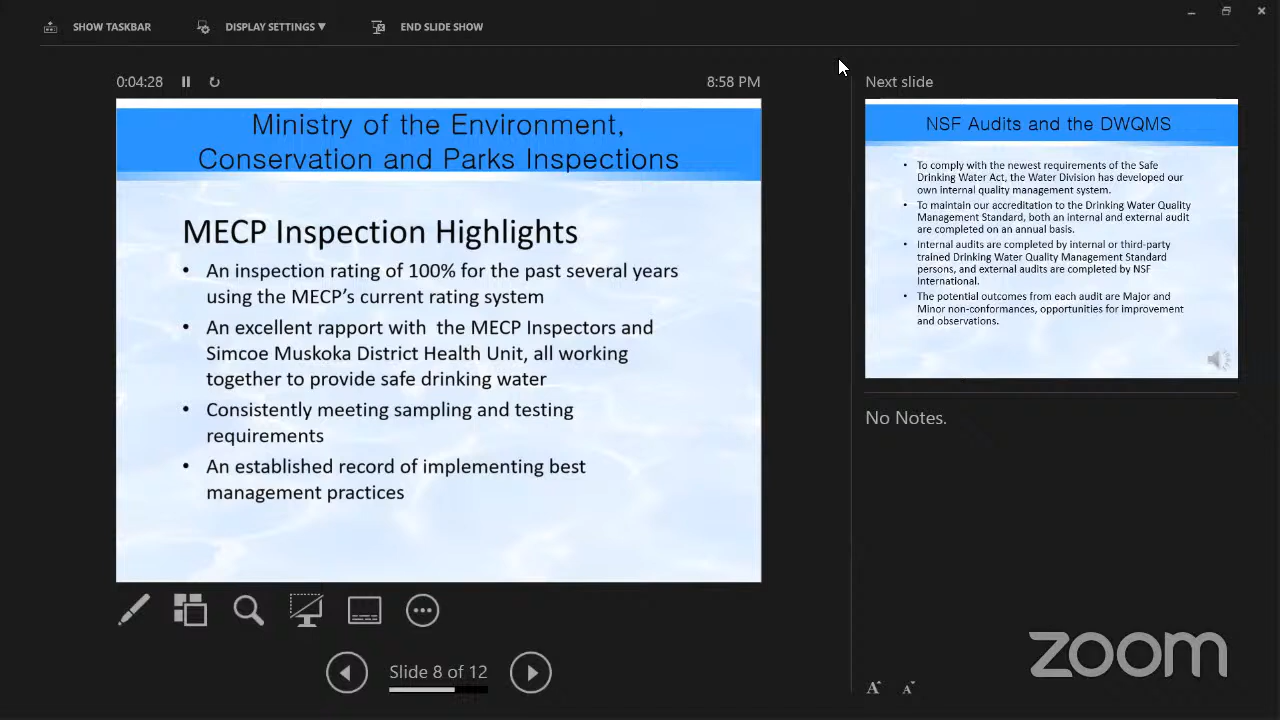 SHOW TASKBAR
DISPLAY SETTINGS ▼
END SLIDE SHOW
0:04:28
8:58 PM
Ministry of the Environment,
Conservation and Parks Inspections
MECP Inspection Highlights
• An inspection rating of 100% for the past several years
using the MECP's current rating system
• An excellent rapport with  the MECP Inspectors and
Simcoe Muskoka District Health Unit, all working
together to provide safe drinking water
• Consistently meeting sampling and testing
requirements
• An established record of implementing best
management practices
Slide 8 of 12
Next slide
NSF Audits and the DWQMS
• To comply with the newest requirements of the Safe
Drinking Water Act, the Water Division has developed our
own internal quality management system.
• To maintain our accreditation to the Drinking Water Quality
Management Standard, both an internal and external audit
are completed on an annual basis.
• Internal audits are completed by internal or third-party
trained Drinking Water Quality Management Standard
persons, and external audits are completed by NSF
International.
• The potential outcomes from each audit are Major and
Minor non-conformances, opportunities for improvement
and observations.
No Notes.
A A
zoom